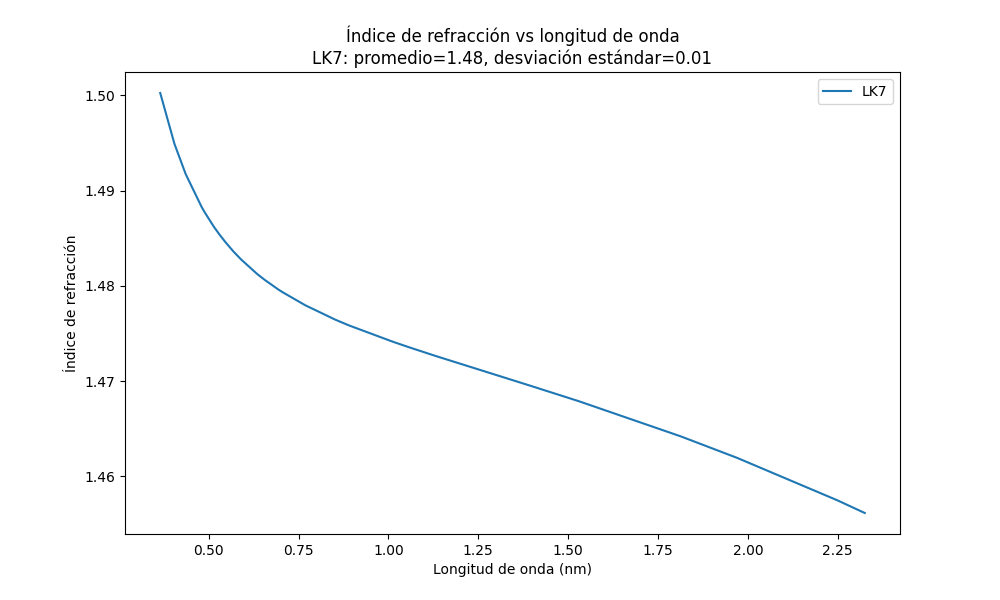 Índice de refracción vs longitud de onda
LK7: promedio=1.48, desviación estándar=0.01
LK7
1.50
1.49
1.48
1.47
1.46
Índice de refracción
0.50 0.75 1.00 1.25 1.50 1.75 2.00 2.25
Longitud de onda (nm)